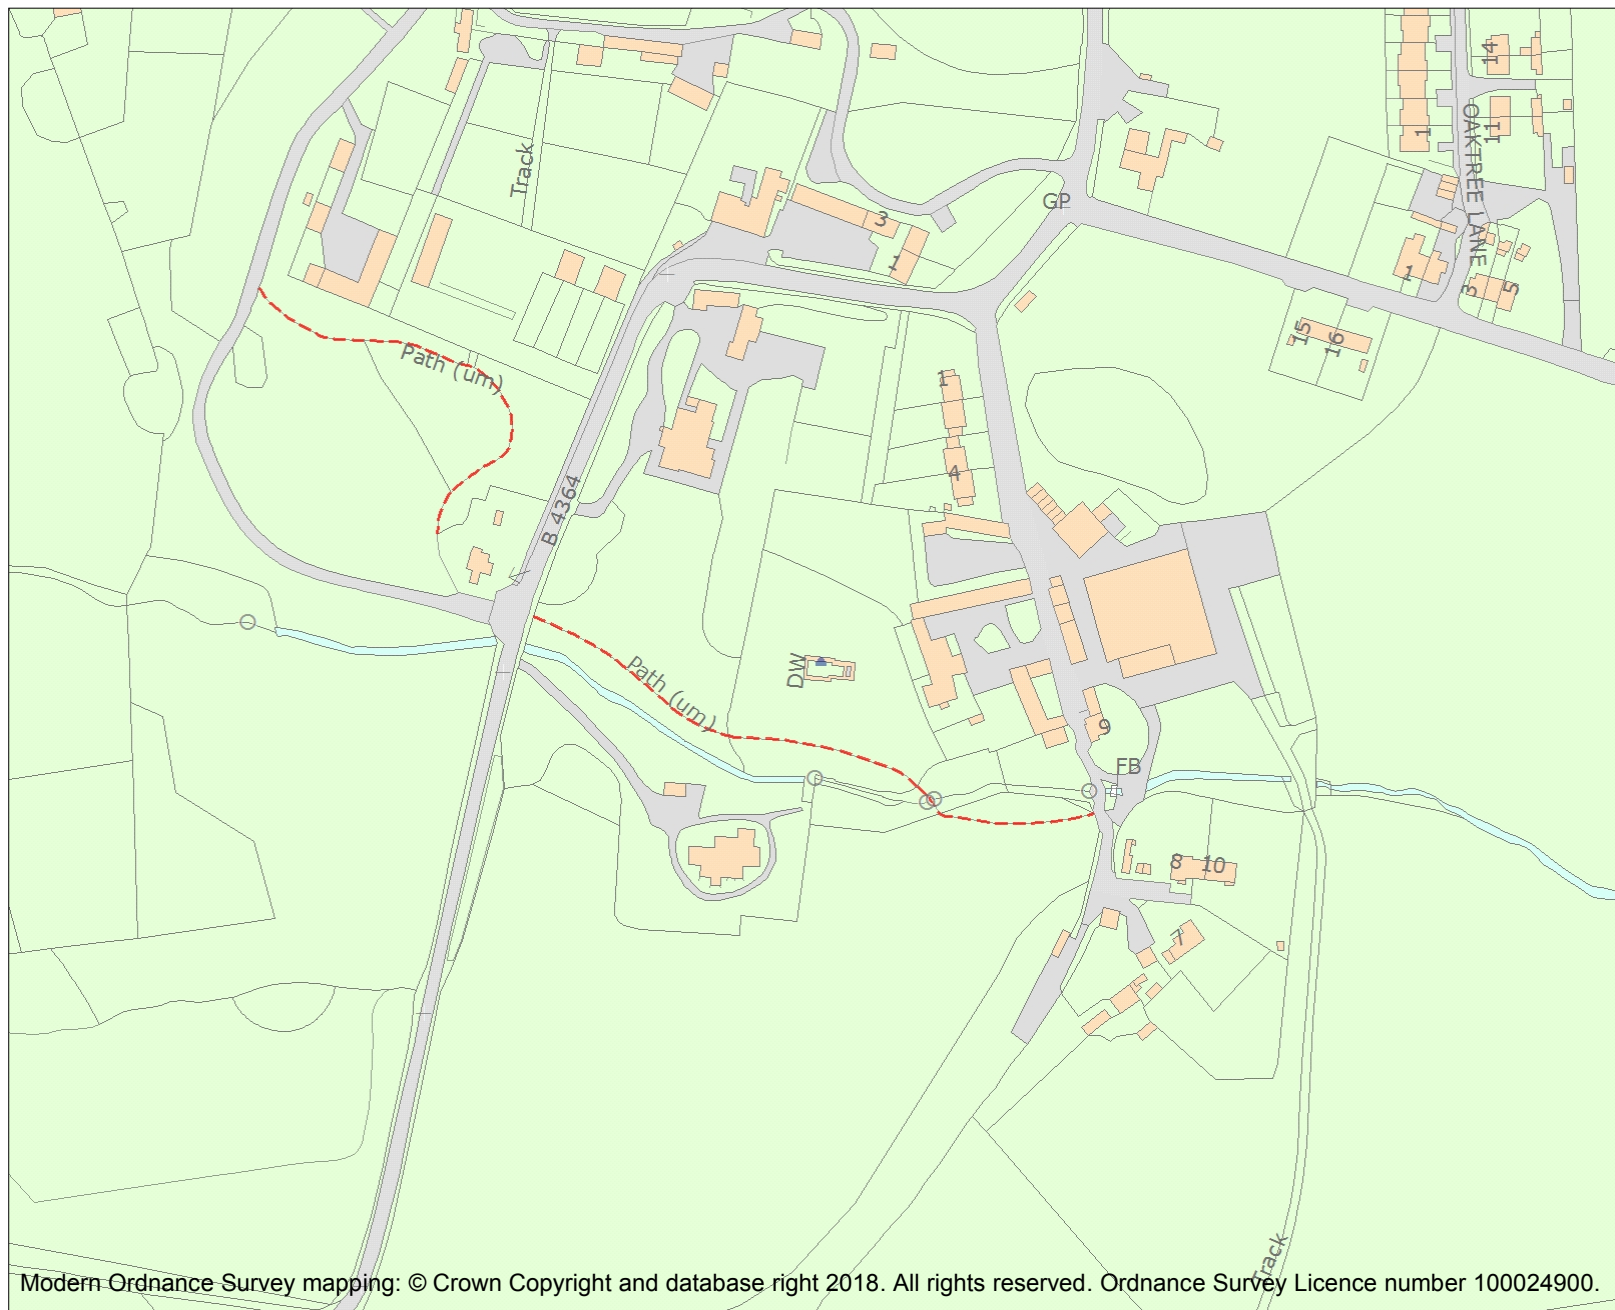 14
11
1
OAKTREE LANE
Track
GP
3
1
1
3
5
15
16
Path (um)
1
4
B 4364
DW
Path (um)
9
FB
8
10
7
Track
Modern Ordnance Survey mapping: © Crown Copyright and database right 2018. All rights reserved. Ordnance Survey Licence number 100024900.